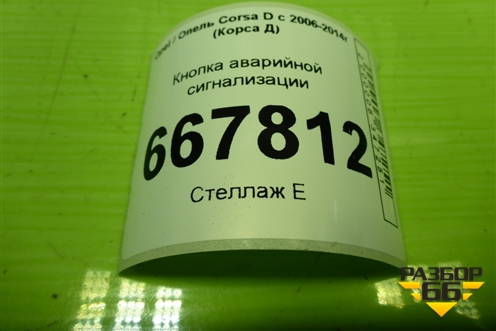 Opel / Опель Corsa D с 2006-2014г
(Корса Д)
Кнопка аварийной
сигнализации
667812
Стеллаж Е
РАЗБОР
66